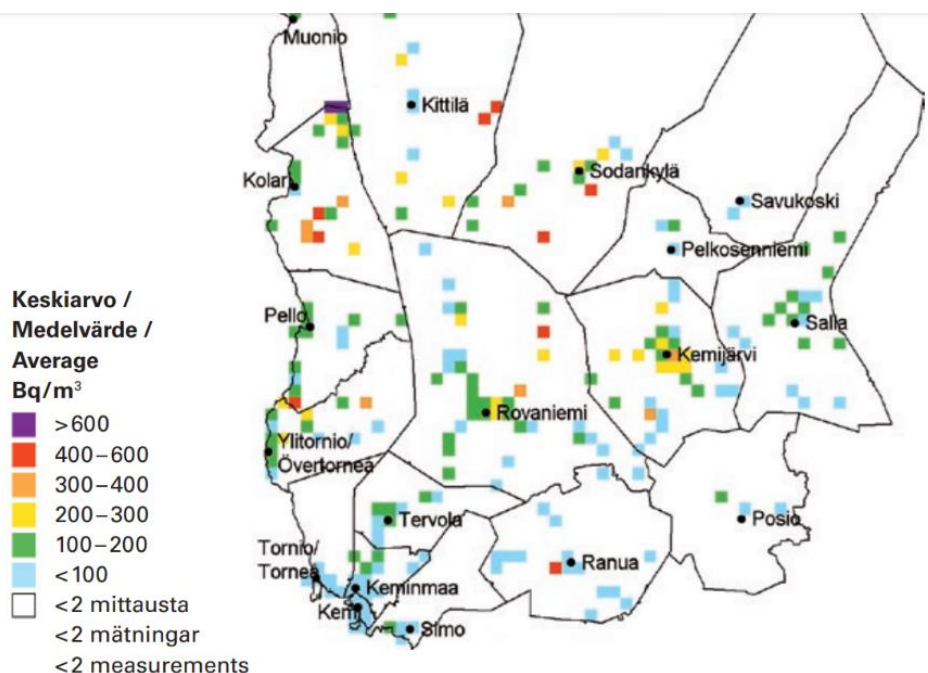 Muonio
Kittilä
Kolari
Sodankylä
Savukoski
Pelkosenniemi
Keskiarvo /
Medelvärde /
Average
Bq/m³
>600
400–600
300–400
200–300
100–200
<100
<2 mittausta
<2 mätningar
<2 measurements
Pello
Salla
Kemijärvi
Rovaniemi
Ylitornio/
Övertorneå
Tervola
Posio
Tornio/
Torneå
Ranua
Keminmaa
Kemi
Simo